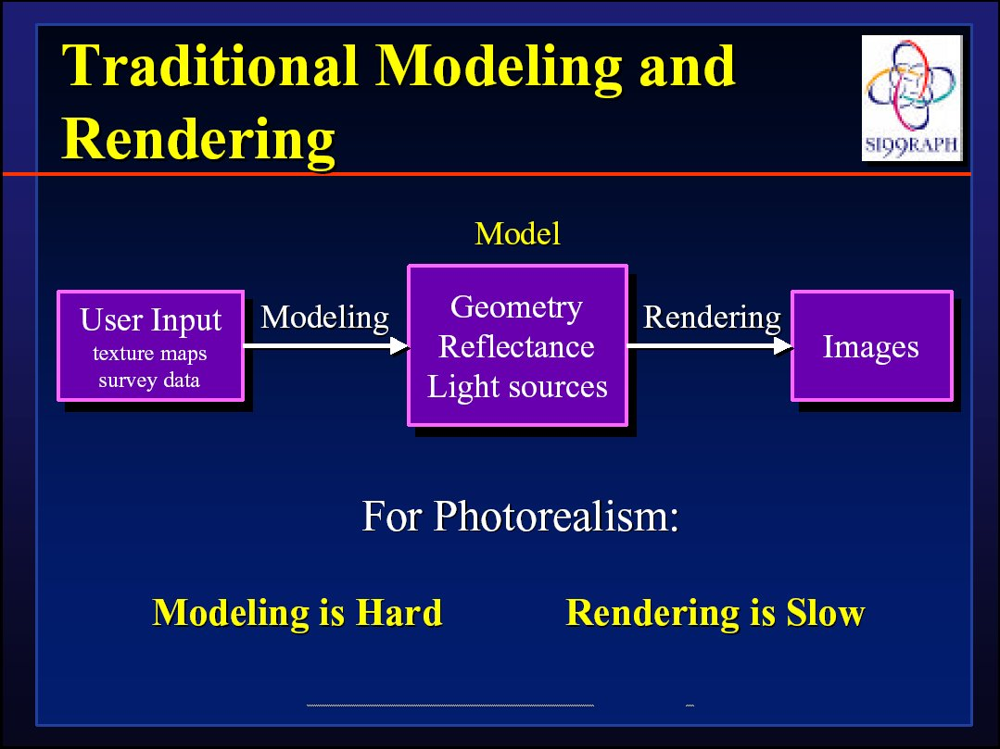 Traditional Modeling and
Rendering
SI99RAPH
Model
User Input
texture maps
survey data
Modeling
Geometry
Reflectance
Light sources
Rendering
Images
For Photorealism:
Modeling is Hard
Rendering is Slow